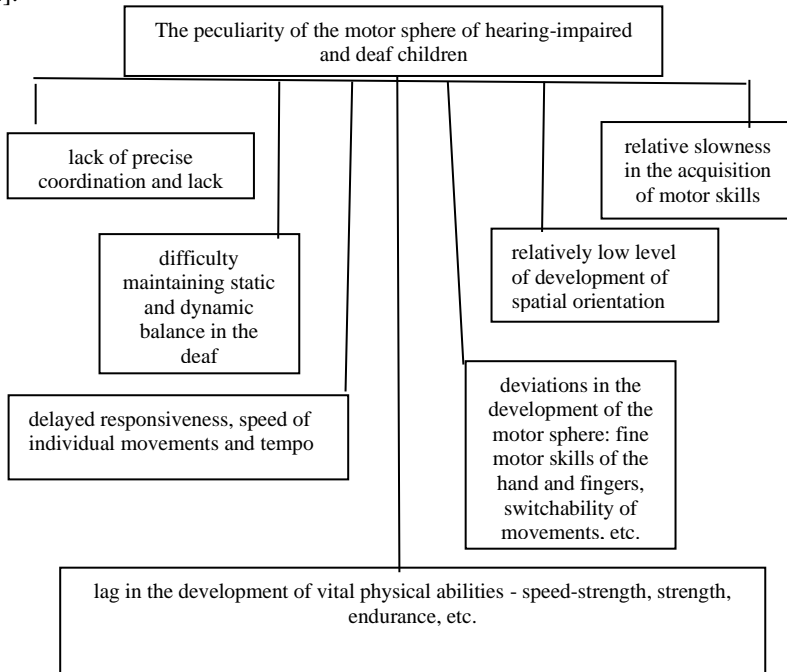 ].
The peculiarity of the motor sphere of hearing-impaired
and deaf children
lack of precise
coordination and lack
relative slowness
in the acquisition
of motor skills
difficulty
maintaining static
and dynamic
balance in the
deaf
relatively low level
of development of
spatial orientation
delayed responsiveness, speed of
individual movements and tempo
deviations in the
development of the
motor sphere: fine
motor skills of the
hand and fingers,
switchability of
movements. etc.
lag in the development of vital physical abilities - speed-strength, strength,
endurance, etc.